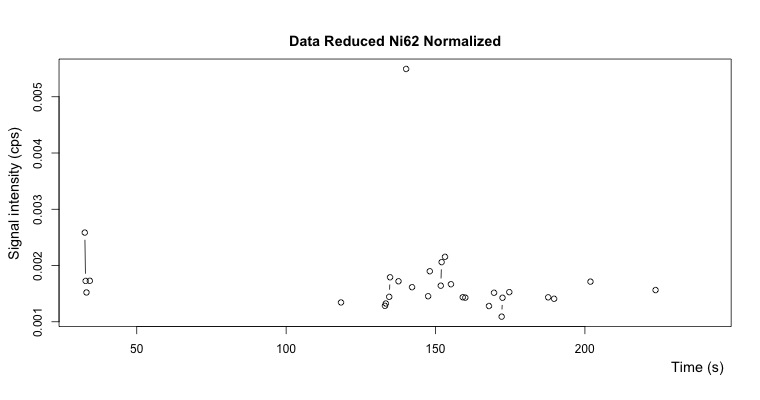 Data Reduced Ni62 Normalized
Signal intensity (cps)
0.005
0.004
0.003
0.002
0.001
50 100 150 200
Time (s)